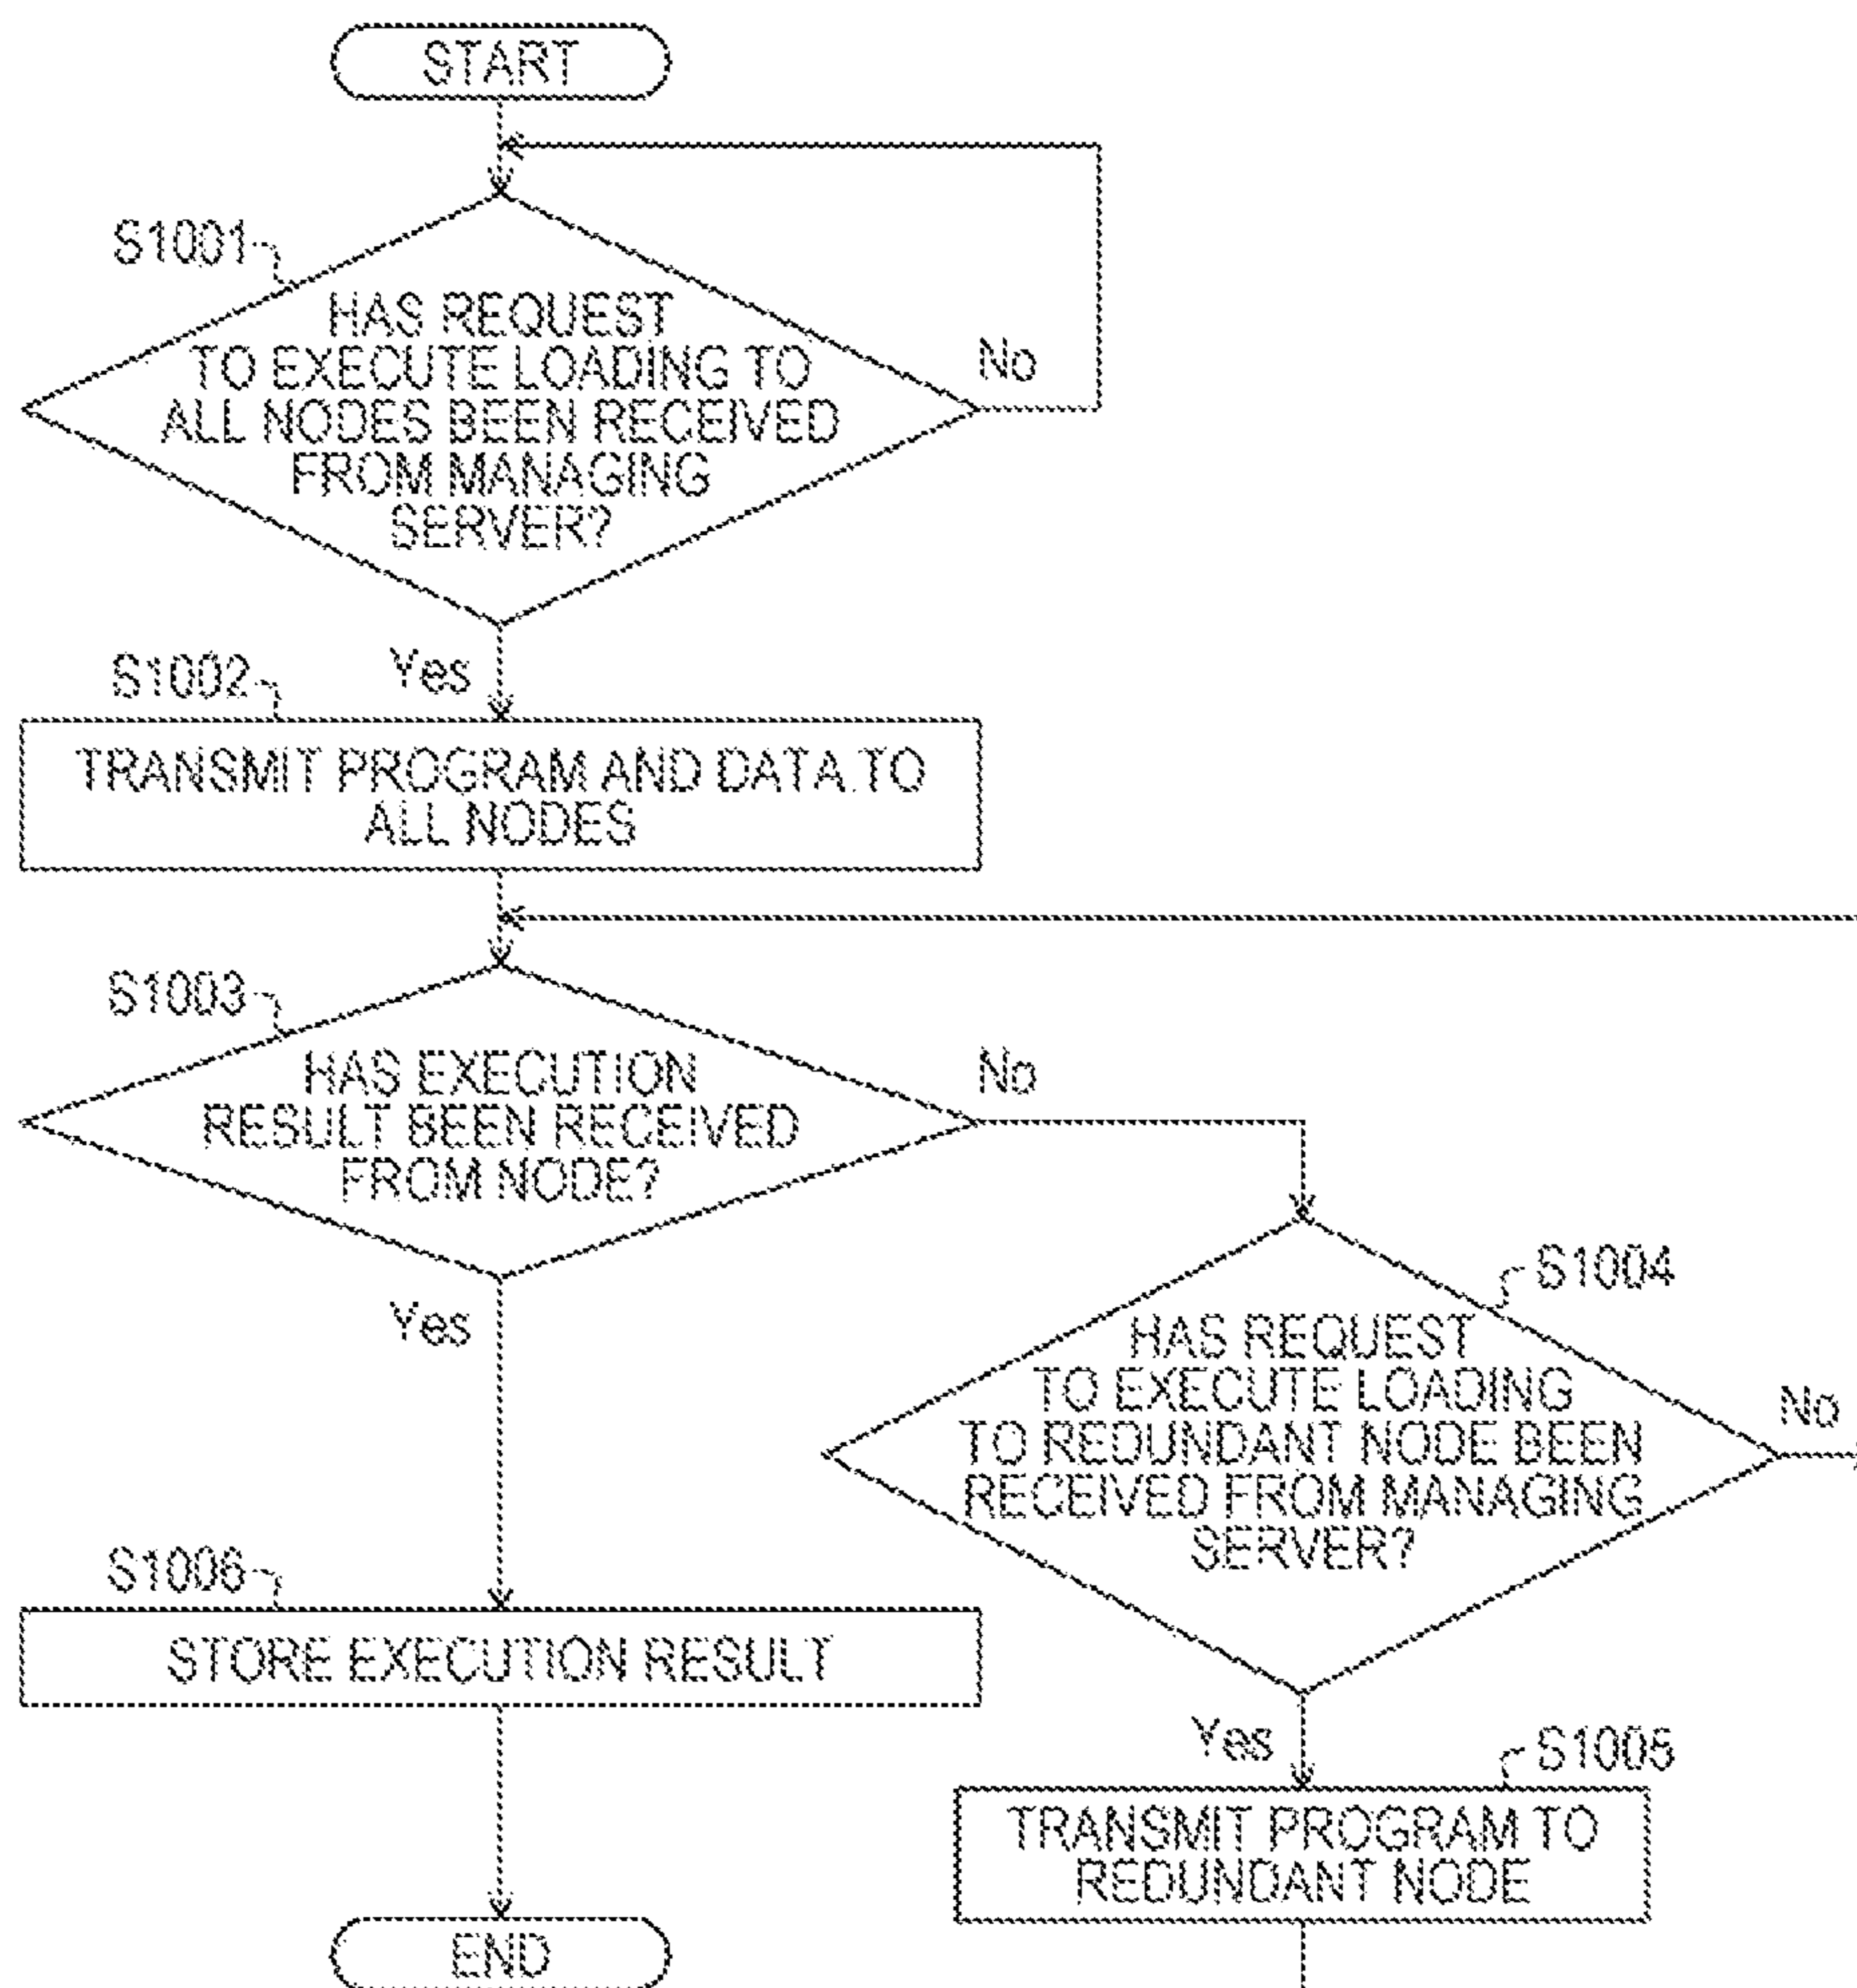 START
S1001
HAS REQUEST
TO EXECUTE LOADING TO
ALL NODES BEEN RECEIVED
FROM MANAGING
SERVER?
No
Yes
S1002
TRANSMIT PROGRAM AND DATA TO
ALL NODES
S1003
HAS EXECUTION
RESULT BEEN RECEIVED
FROM NODE?
No
Yes
S1004
HAS REQUEST
TO EXECUTE LOADING
TO REDUNDANT NODE BEEN
RECEIVED FROM MANAGING
SERVER?
No
Yes
S1005
TRANSMIT PROGRAM TO
REDUNDANT NODE
S1006
STORE EXECUTION RESULT
END